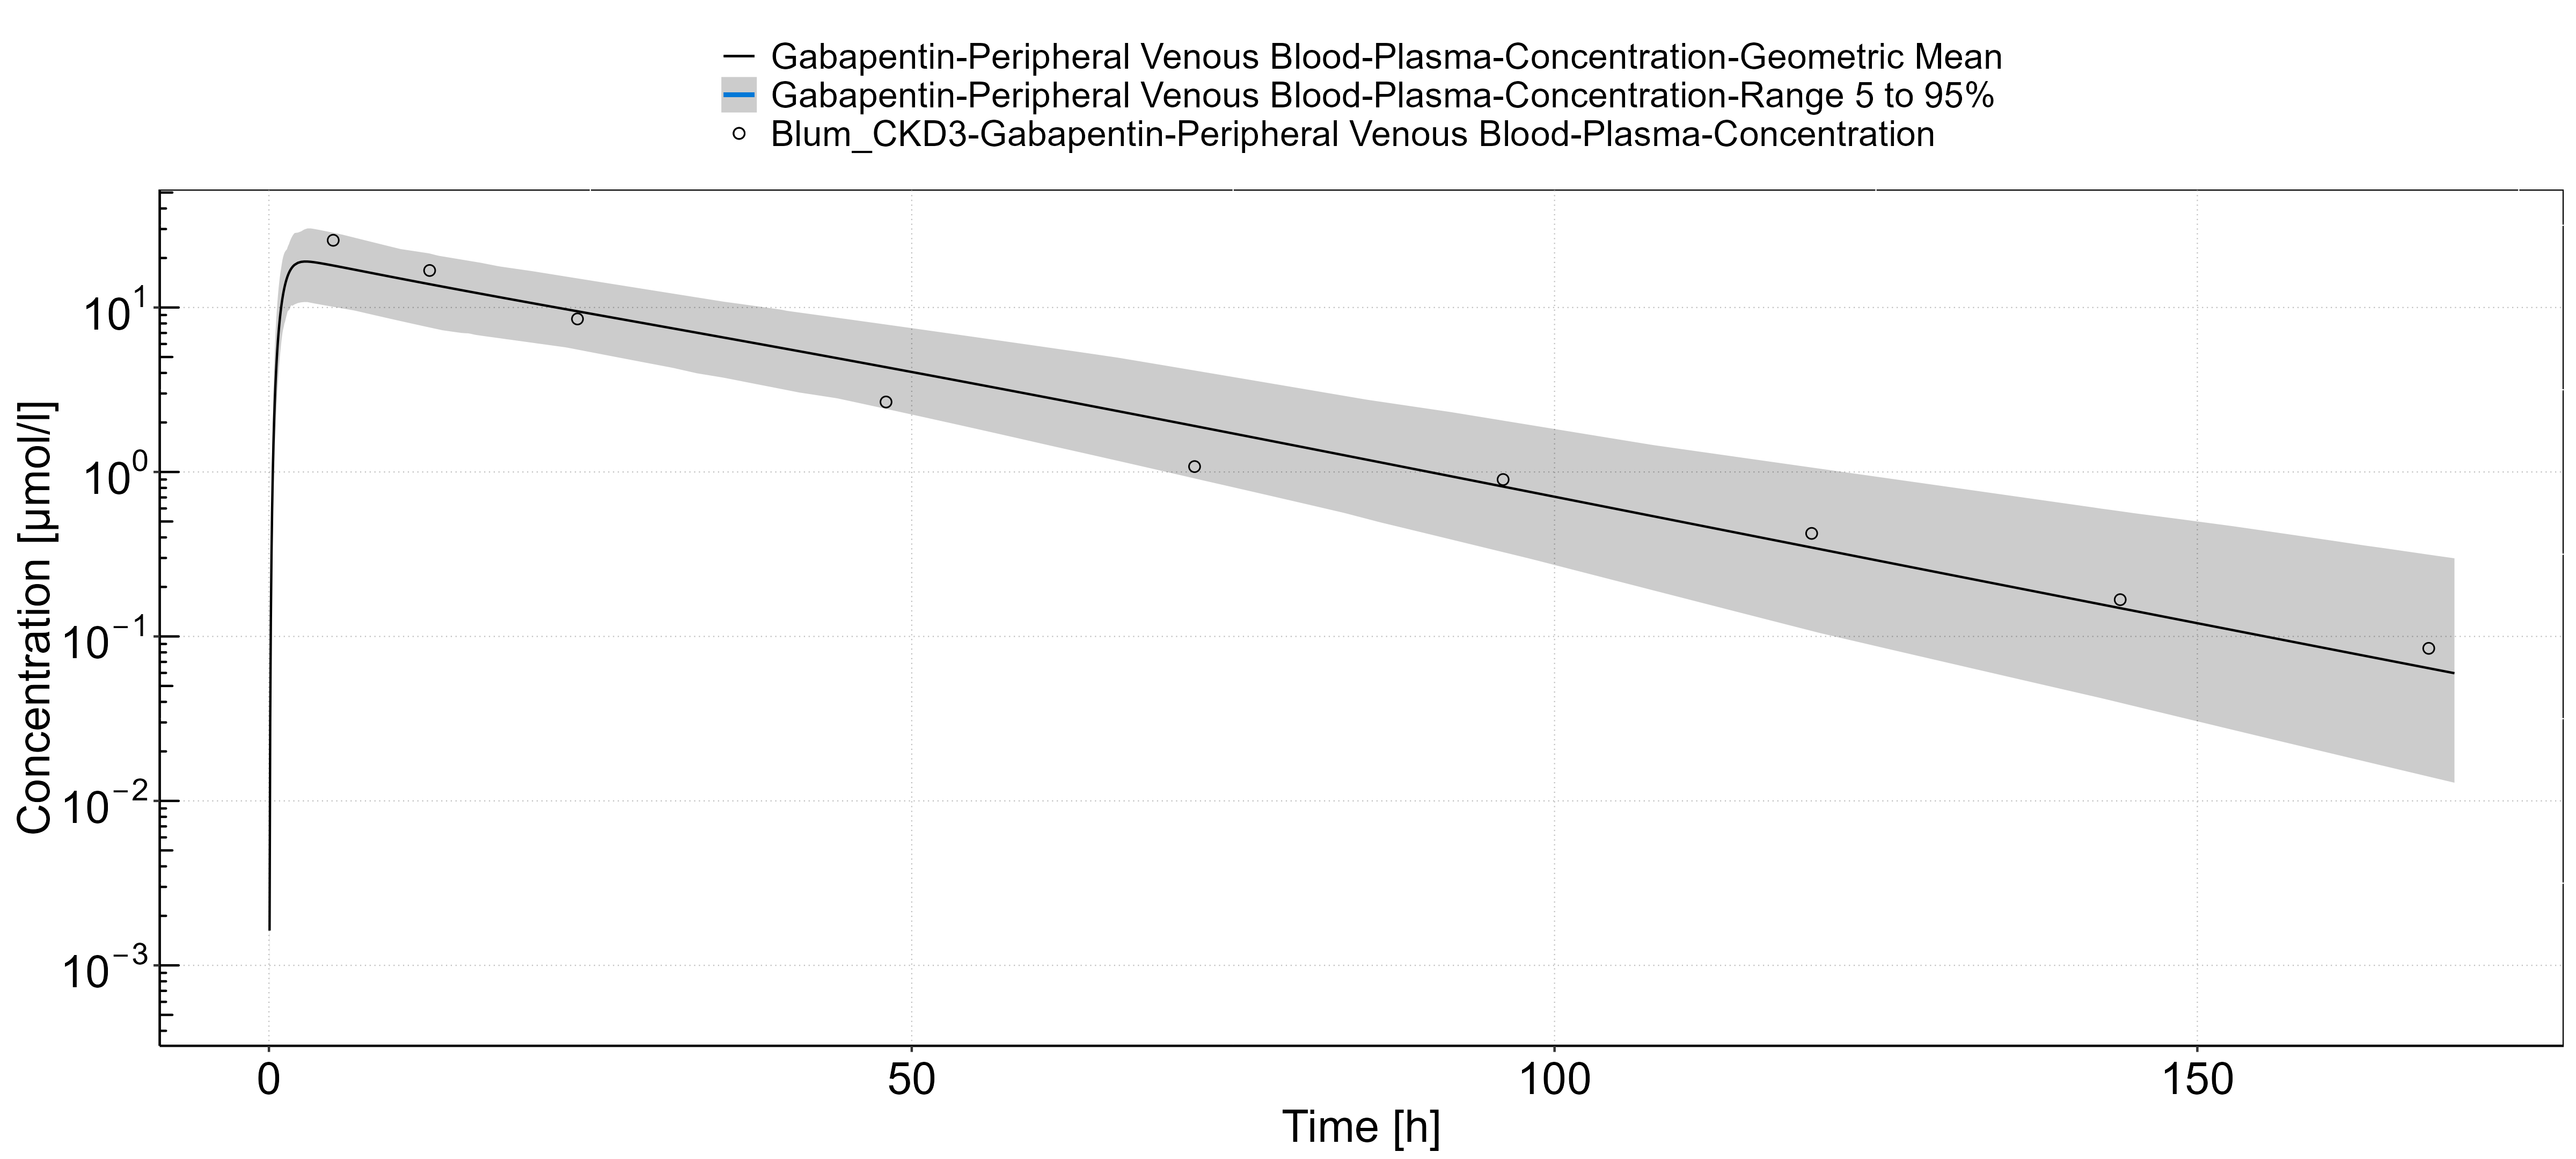 Gabapentin-Peripheral Venous Blood-Plasma-Concentration-Geometric Mean
Gabapentin-Peripheral Venous Blood-Plasma-Concentration-Range 5 to 95%
Blum_CKD3-Gabapentin-Peripheral Venous Blood-Plasma-Concentration
Concentration [µmol/l]
10¹
10⁰
10⁻¹
10⁻²
10⁻³
0 50 100 150
Time [h]